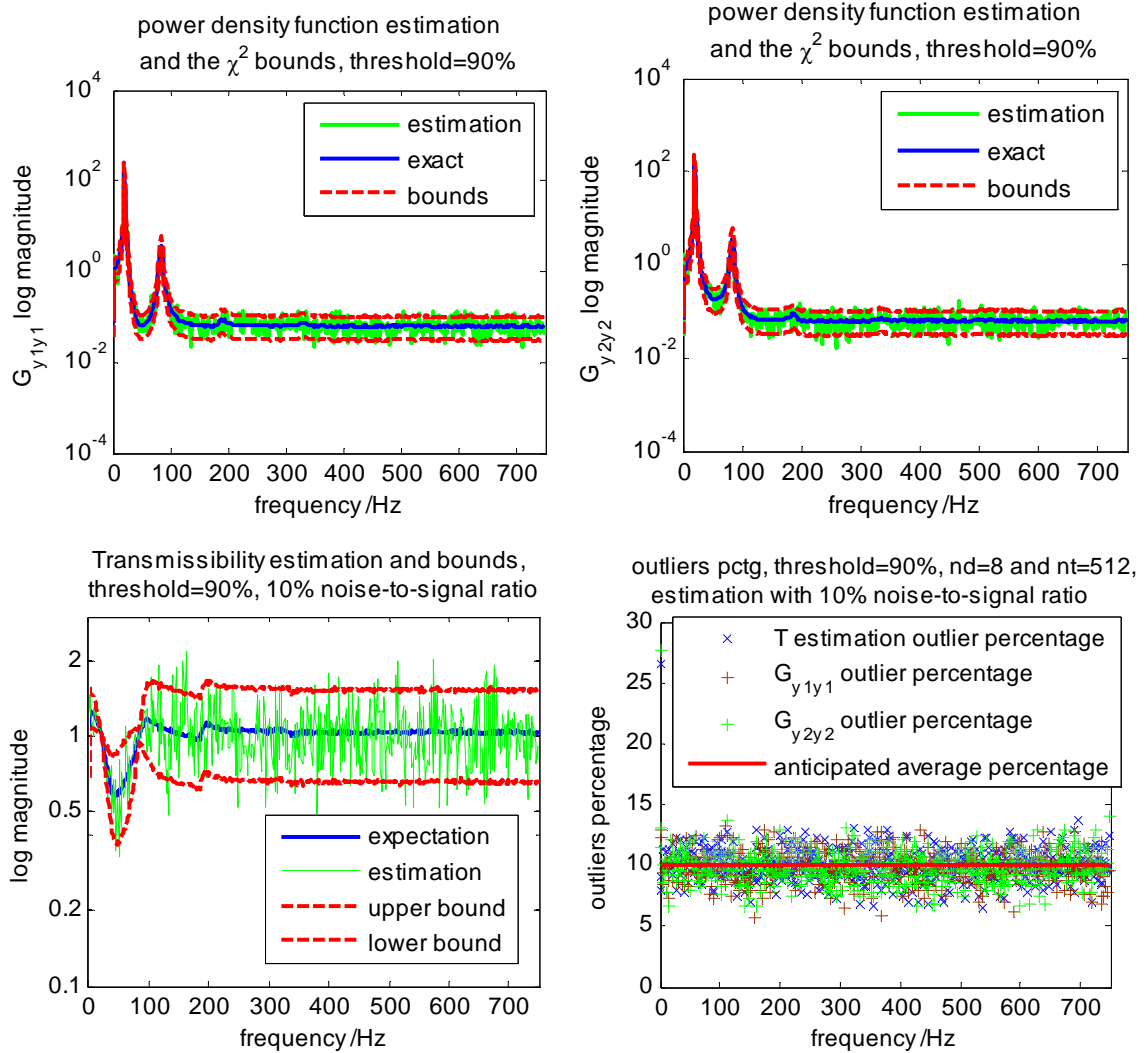 power density function estimation
and the χ² bounds, threshold=90%
10⁴
10²
10⁰
10⁻²
10⁻⁴
G y1y1 log magnitude
estimation
exact
bounds
0 100 200 300 400 500 600 700
frequency /Hz
power density function estimation
and the χ² bounds, threshold=90%
10⁴
10²
10⁰
10⁻²
10⁻⁴
G y2y2 log magnitude
estimation
exact
bounds
0 100 200 300 400 500 600 700
frequency /Hz
Transmissibility estimation and bounds,
threshold=90%, 10% noise-to-signal ratio
2
1
0.5
0.2
0.1
log magnitude
expectation
estimation
upper bound
lower bound
0 100 200 300 400 500 600 700
frequency /Hz
outliers pctg, threshold=90%, nd=8 and nt=512,
estimation with 10% noise-to-signal ratio
30
25
20
15
10
5
0
outliers percentage
T estimation outlier percentage
G y1y1 outlier percentage
G y2y2 outlier percentage
anticipated average percentage
0 100 200 300 400 500 600 700
frequency /Hz